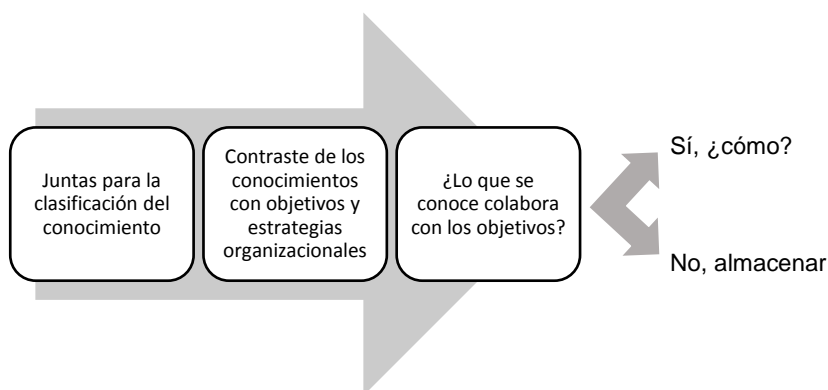 Juntas para la
clasificación del
conocimiento
Contraste de los
conocimientos
con objetivos y
estrategias
organizacionales
¿Lo que se
conoce colabora
con los objetivos?
Sí, ¿cómo?
No, almacenar